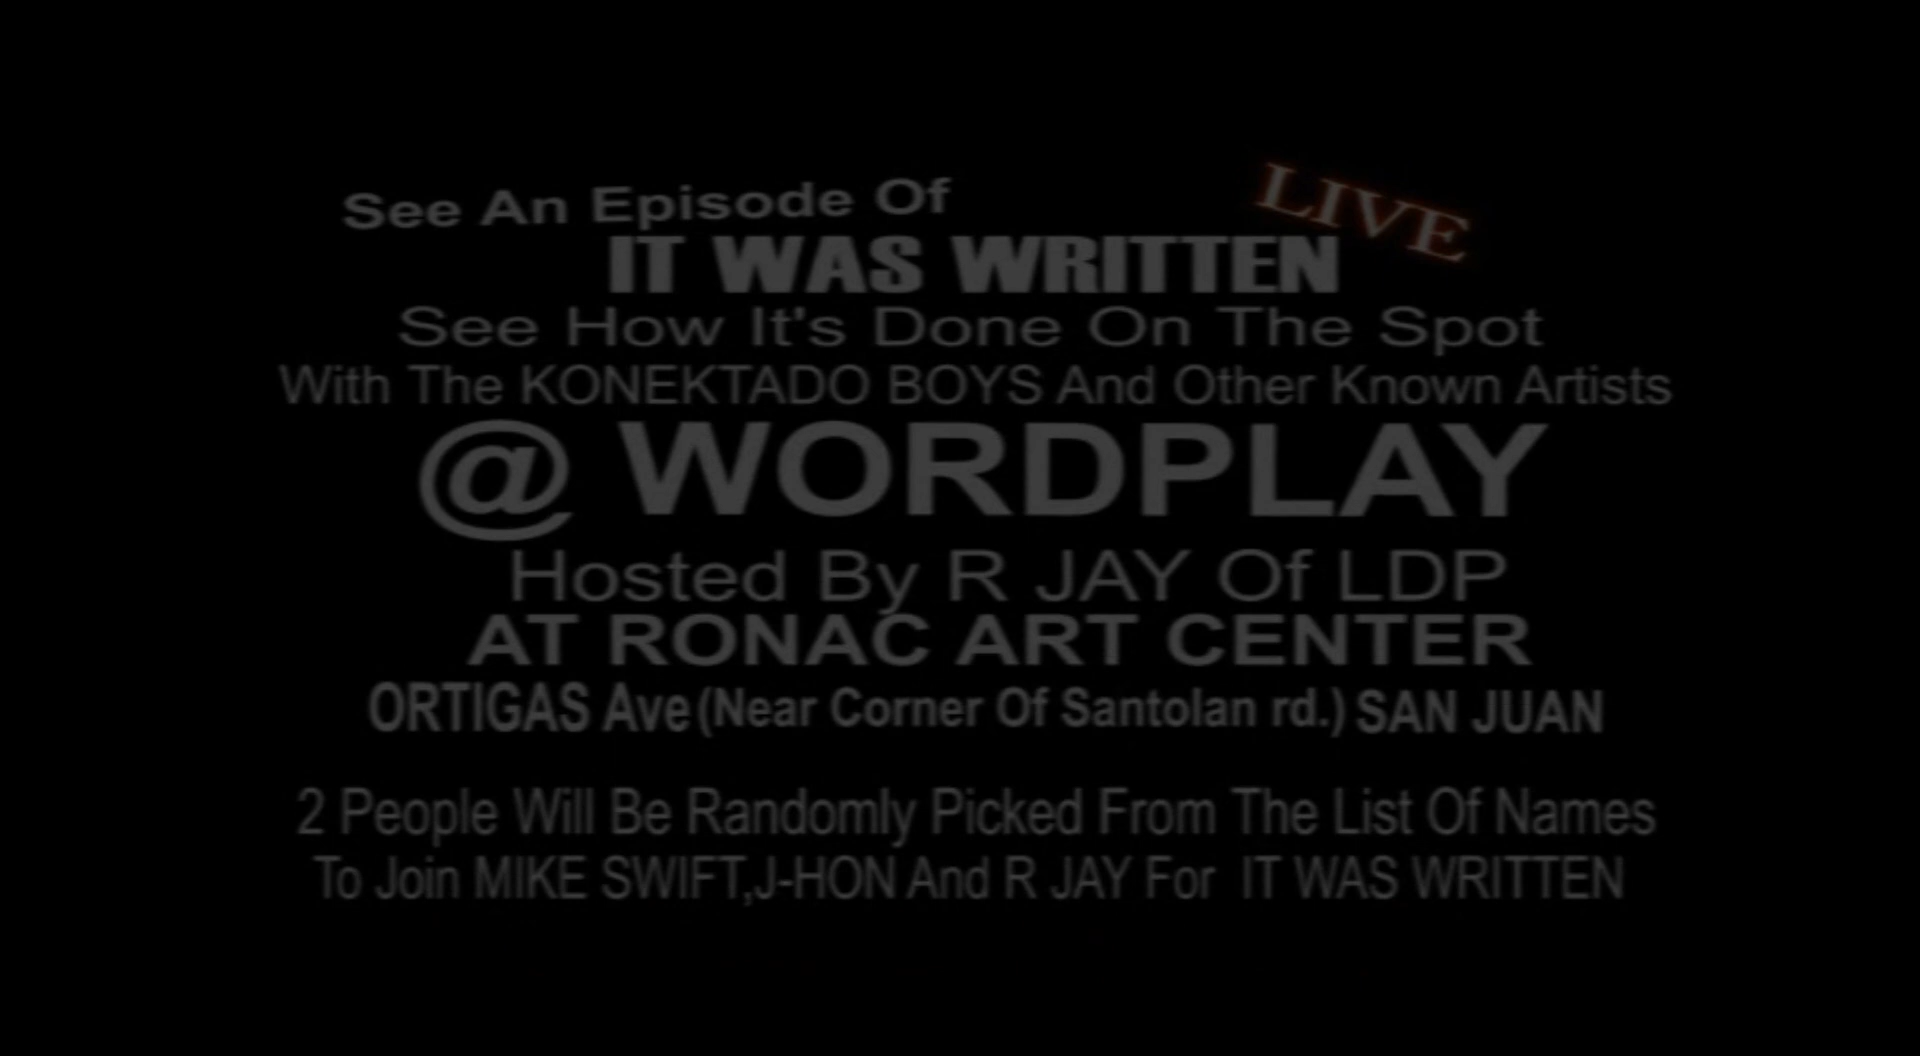 See An Episode Of
LIVE
IT WAS WRITTEN
See How It's Done On The Spot
With The KONEKTADO BOYS And Other Known Artists
@ WORDPLAY
Hosted By R JAY Of LDP
AT RONAC ART CENTER
ORTIGAS Ave (Near Corner Of Santolan rd.) SAN JUAN
2 People Will Be Randomly Picked From The List Of Names
To Join MIKE SWIFT,J-HON And R JAY For IT WAS WRITTEN